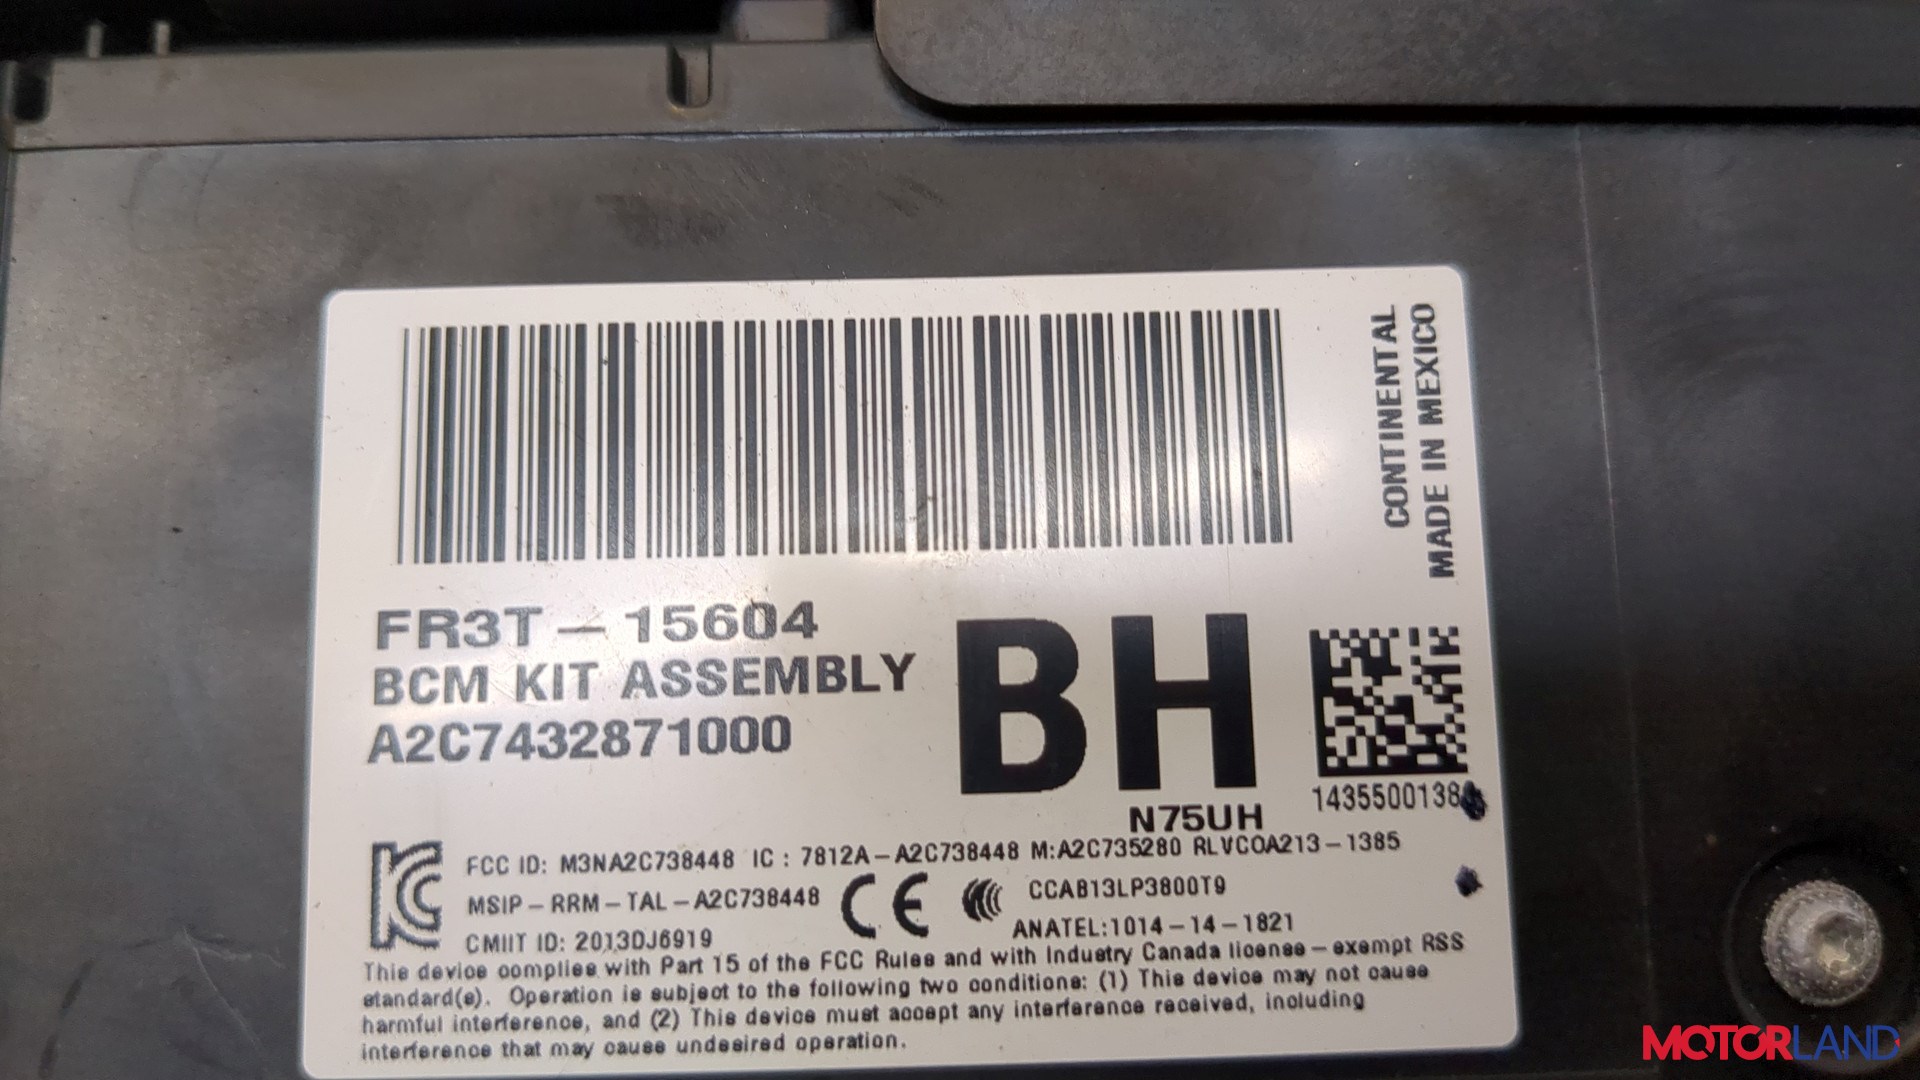 CONTINENTAL
MADE IN MEXICO
FR3T-15604
BCM KIT ASSEMBLY
A2C7432871000
BH
N75UH
FCC ID: M3NA2C738448 IC: 7812A-A2C738448 M:A2C735280 RLVCOA213-1385
MSIP-RRM-TAL-A2C738448 CE CCAB13LP3800T9
CMIIT ID: 2013DJ6919 ANATEL:1014-14-1821
This device complies with Part 15 of the FCC Rules and with Industry Canada license-exempt RSS
standard(s). Operation is subject to the following two conditions: (1) This device may not cause
harmful interference, and (2) This device must accept any interference received, including
interference that may cause undesired operation.
MOTORLAND